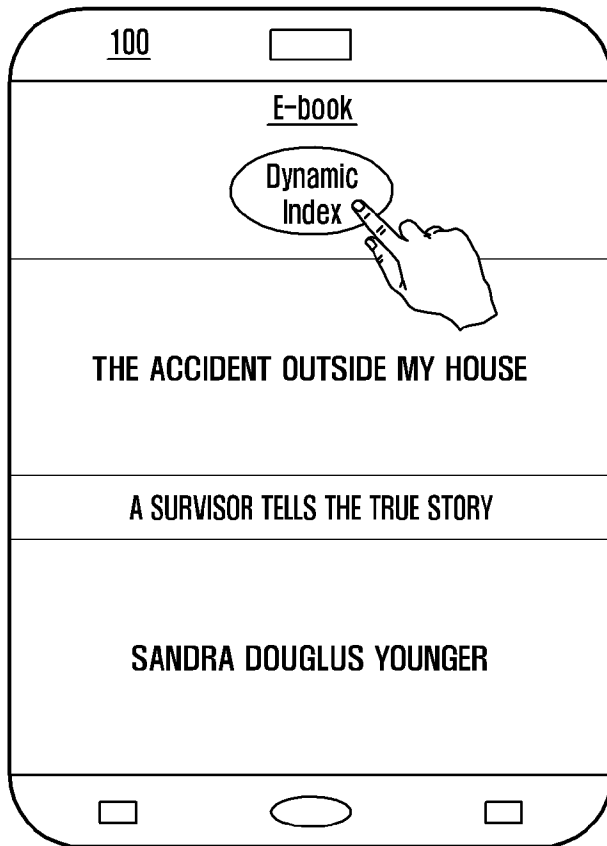 100
E-book
Dynamic
Index
THE ACCIDENT OUTSIDE MY HOUSE
A SURVISOR TELLS THE TRUE STORY
SANDRA DOUGLUS YOUNGER